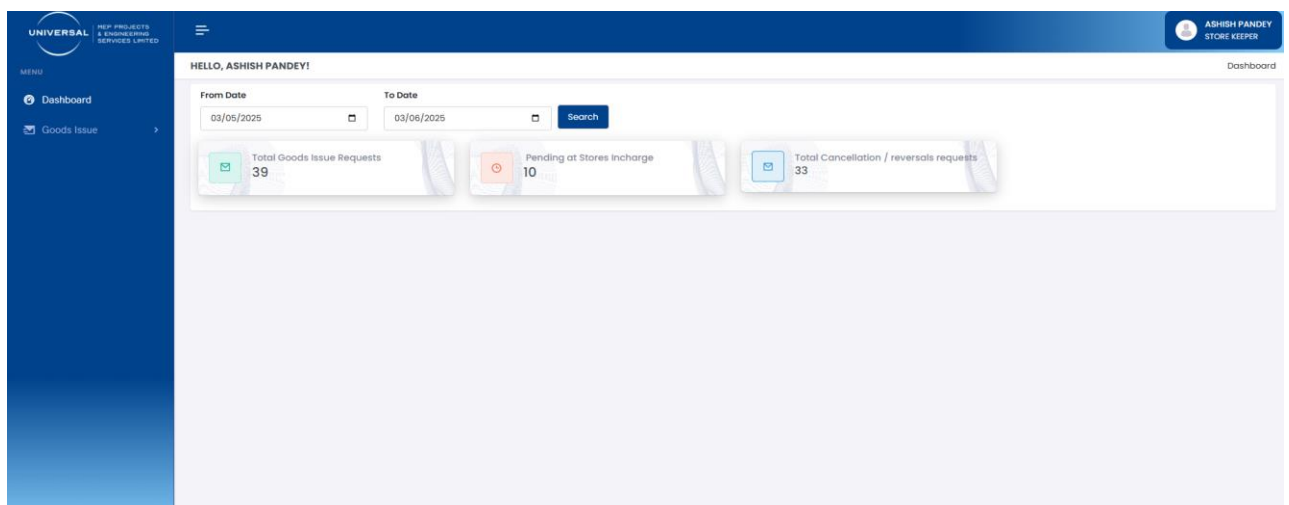 UNIVERSAL
MEP PROJECTS
& ENGINEERING
SERVICES LIMITED
ASHISH PANDEY
STORE KEEPER
MENU
HELLO, ASHISH PANDEY!
Dashboard
Dashboard
Goods Issue
From Date
To Date
03/05/2025
03/06/2025
Search
Total Goods Issue Requests
39
Pending at Stores Incharge
10
Total Cancellation / reversals requests
33